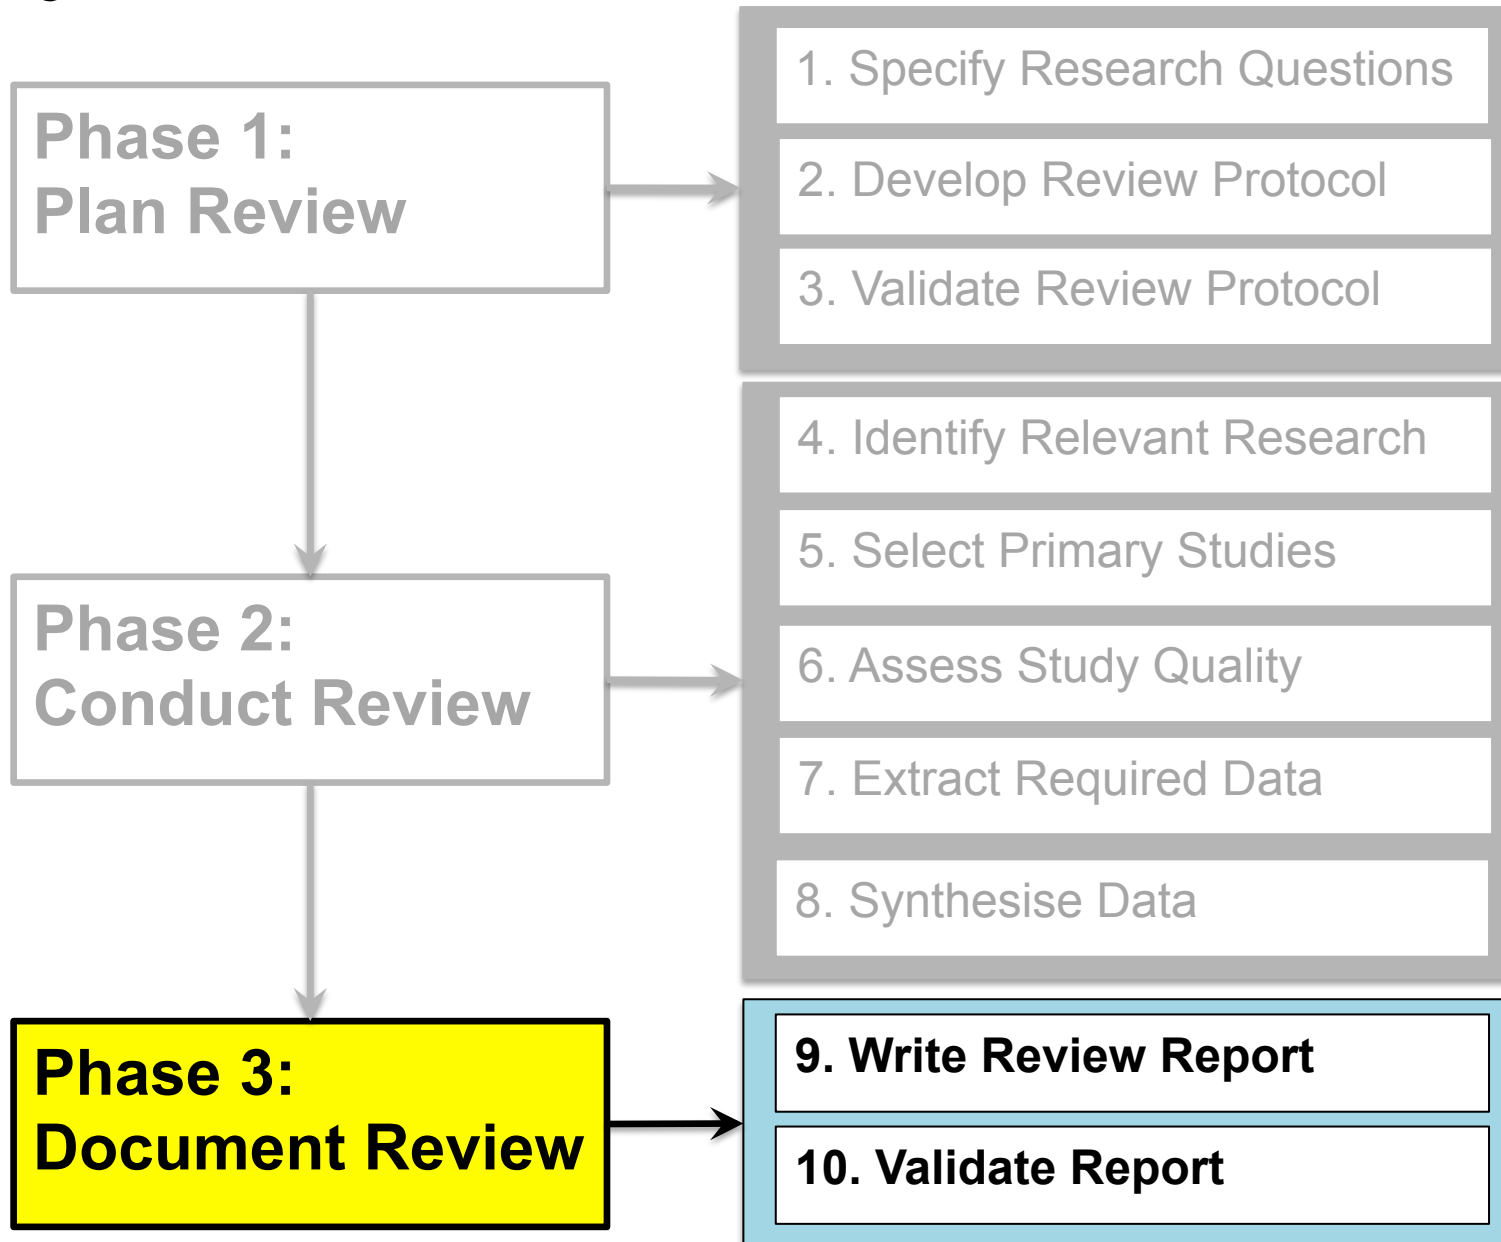 Phase 1:
Plan Review
1. Specify Research Questions
2. Develop Review Protocol
3. Validate Review Protocol
Phase 2:
Conduct Review
4. Identify Relevant Research
5. Select Primary Studies
6. Assess Study Quality
7. Extract Required Data
8. Synthesise Data
Phase 3:
Document Review
9. Write Review Report
10. Validate Report